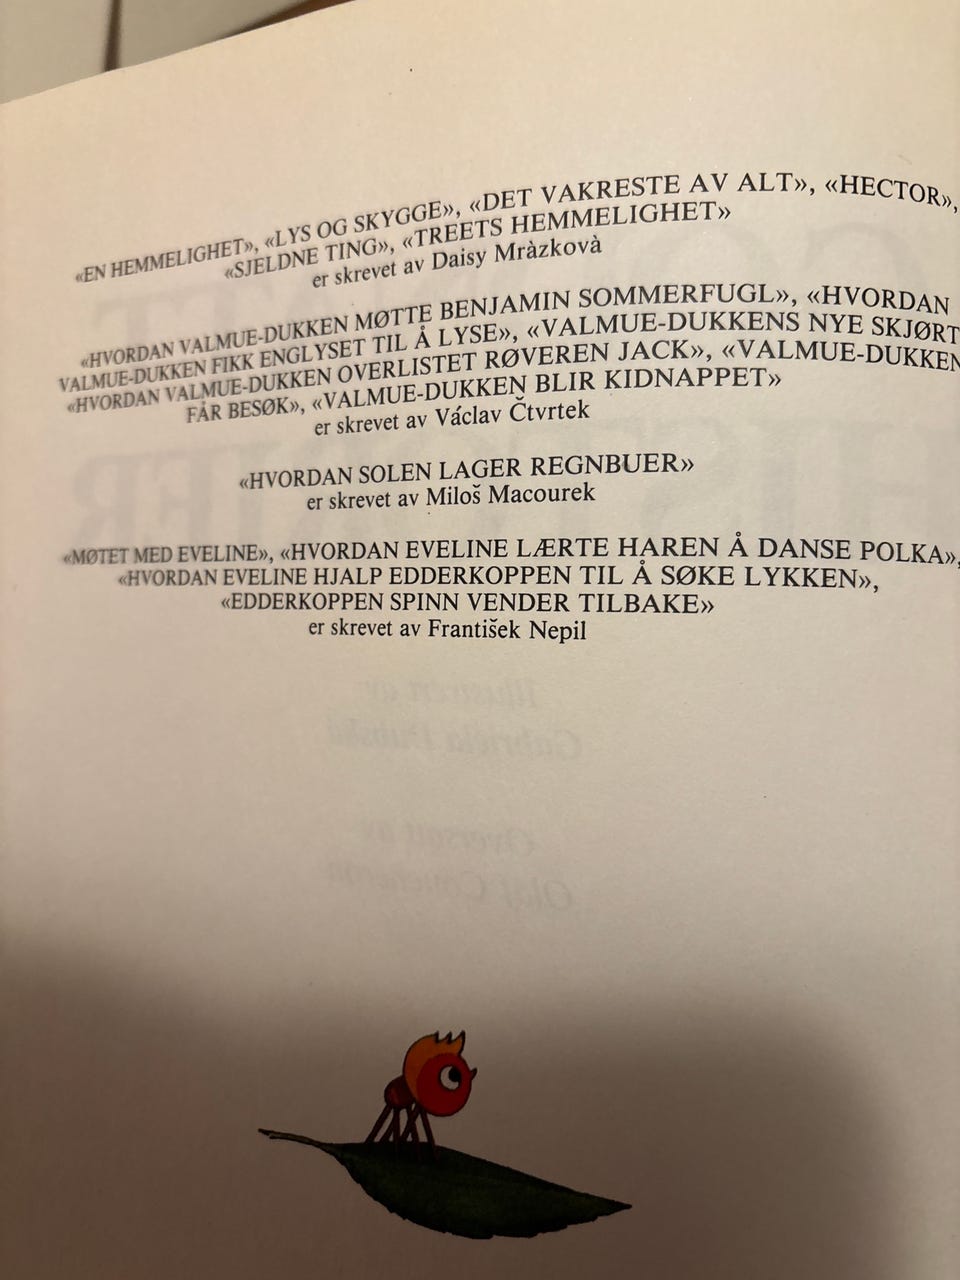 «EN HEMMELIGHET», «LYS OG SKYGGE», «DET VAKRESTE AV ALT», «HECTOR»,
«SJELDNE TING», «TREETS HEMMELIGHET»
er skrevet av Daisy Mràzkovà
«HVORDAN VALMUE-DUKKEN MØTTE BENJAMIN SOMMERFUGL», «HVORDAN
VALMUE-DUKKEN FIKK ENGLYSET TIL Å LYSE», «VALMUE-DUKKENS NYE SKJØRT
«HVORDAN VALMUE-DUKKEN OVERLISTET RØVEREN JACK», «VALMUE-DUKKEN
FÅR BESØK», «VALMUE-DUKKEN BLIR KIDNAPPET»
er skrevet av Václav Čtvrtek
«HVORDAN SOLEN LAGER REGNBUER»
er skrevet av Miloš Macourek
«MØTET MED EVELINE», «HVORDAN EVELINE LÆRTE HAREN Å DANSE POLKA»,
«HVORDAN EVELINE HJALP EDDERKOPPEN TIL Å SØKE LYKKEN»,
«EDDERKOPPEN SPINN VENDER TILBAKE»
er skrevet av František Nepil